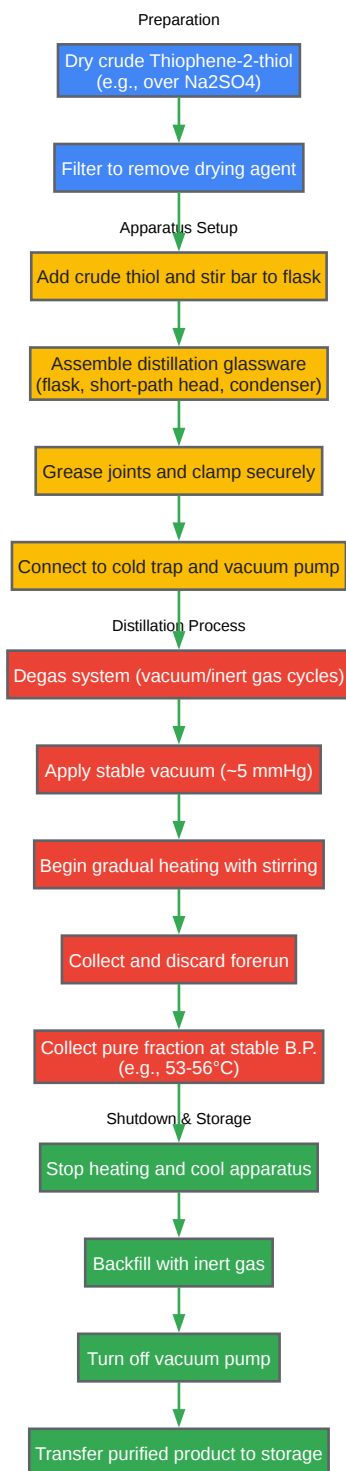 Preparation
Dry crude Thiophene-2-thiol
(e.g., over Na2SO4)
Filter to remove drying agent
Apparatus Setup
Add crude thiol and stir bar to flask
Assemble distillation glassware
(flask, short-path head, condenser)
Grease joints and clamp securely
Connect to cold trap and vacuum pump
Distillation Process
Degas system (vacuum/inert gas cycles)
Apply stable vacuum (~5 mmHg)
Begin gradual heating with stirring
Collect and discard forerun
Collect pure fraction at stable B.P.
(e.g., 53-56°C)
Shutdown & Storage
Stop heating and cool apparatus
Backfill with inert gas
Turn off vacuum pump
Transfer purified product to storage